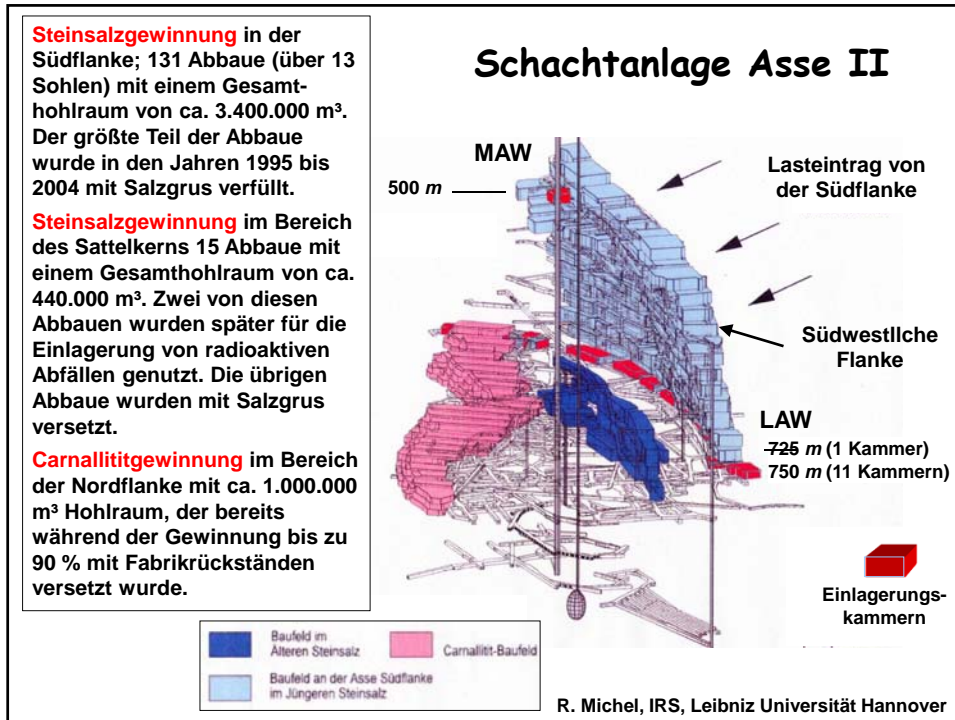 Steinsalzgewinnung in der
Südflanke; 131 Abbaue (über 13
Sohlen) mit einem Gesamt-
hohlraum von ca. 3.400.000 m³.
Der größte Teil der Abbaue
wurde in den Jahren 1995 bis
2004 mit Salzgrus verfüllt.
Steinsalzgewinnung im Bereich
des Sattelkerns 15 Abbaue mit
einem Gesamthohlraum von ca.
440.000 m³. Zwei von diesen
Abbauen wurden später für die
Einlagerung von radioaktiven
Abfällen genutzt. Die übrigen
Abbaue wurden mit Salzgrus
versetzt.
Carnallititgewinnung im Bereich
der Nordflanke mit ca. 1.000.000
m³ Hohlraum, der bereits
während der Gewinnung bis zu
90 % mit Fabrikrückständen
versetzt wurde.
Schachtanlage Asse II
MAW
500 m
Lasteintrag von
der Südflanke
Südwestllche
Flanke
LAW
725 m (1 Kammer)
750 m (11 Kammern)
Einlagerungs-
kammern
Baufeld im
Älteren Steinsalz
Carnallitit-Baufeld
Baufeld an der Asse Südflanke
im Jüngeren Steinsalz
R. Michel, IRS, Leibniz Universität Hannover